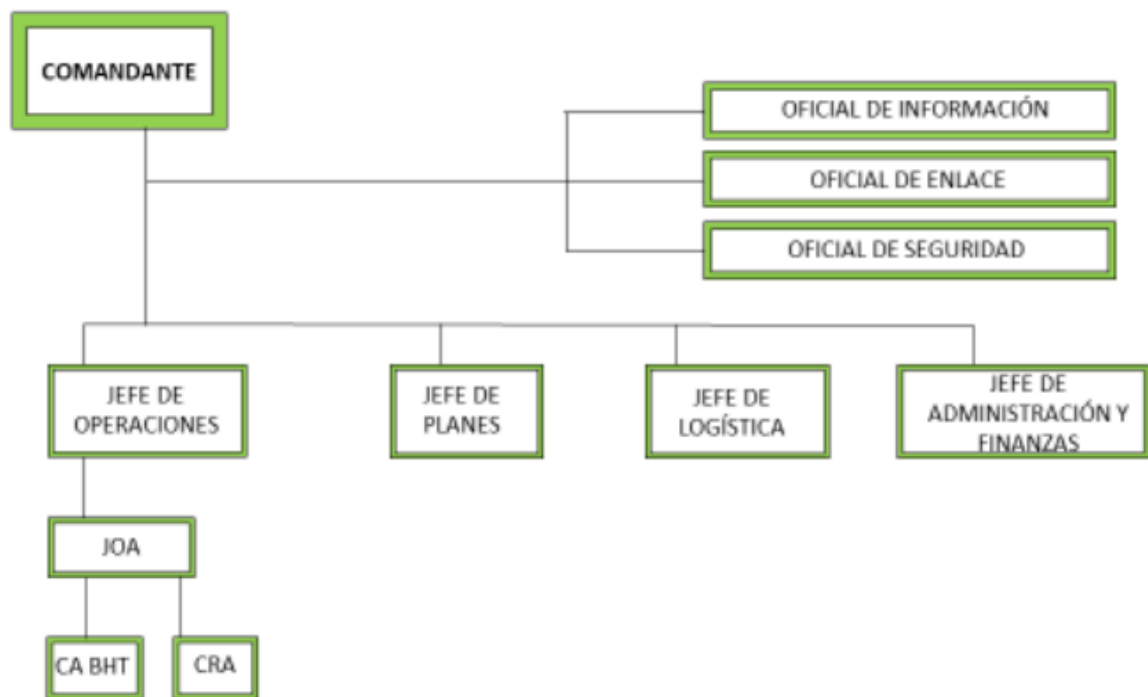 COMANDANTE
OFICIAL DE INFORMACIÓN
OFICIAL DE ENLACE
OFICIAL DE SEGURIDAD
JEFE DE
OPERACIONES
JEFE DE
PLANES
JEFE DE
LOGÍSTICA
JEFE DE
ADMINISTRACIÓN Y
FINANZAS
JOA
CA BHT
CRA